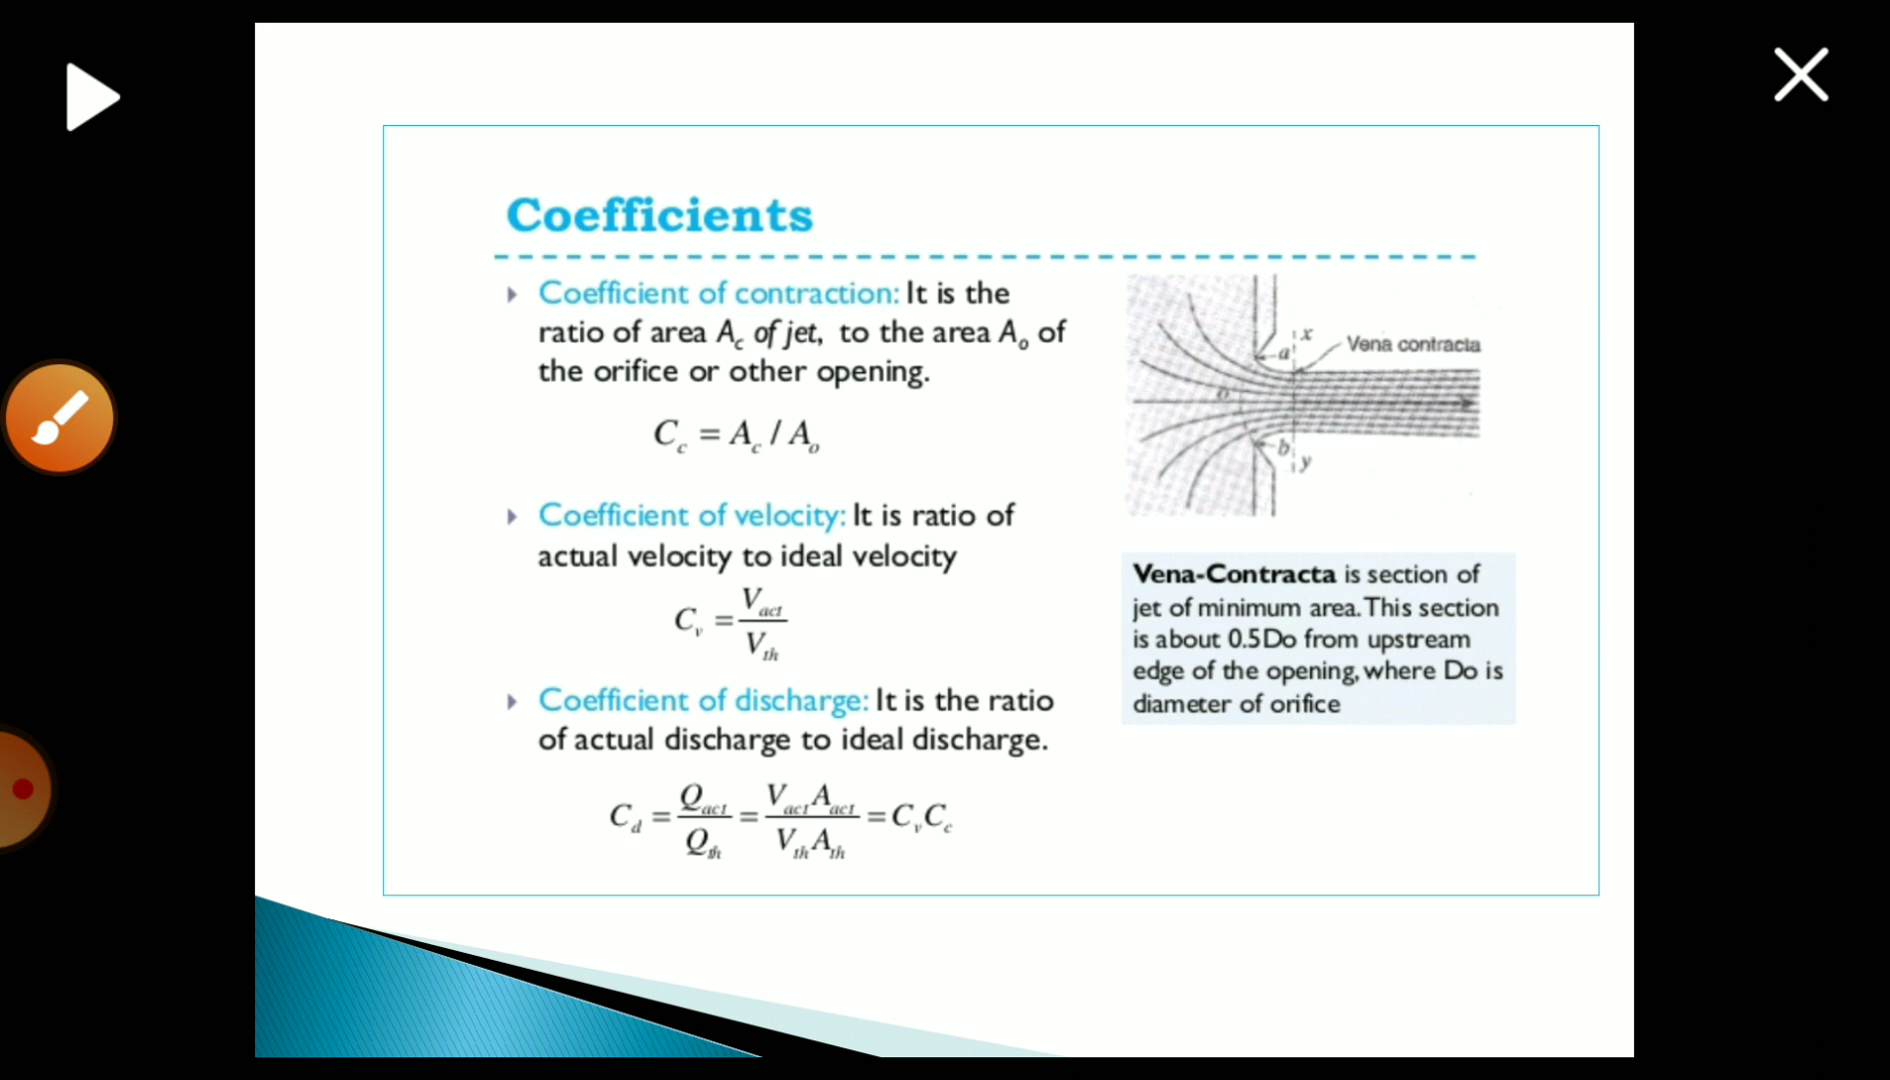 Coefficients
Coefficient of contraction: It is the
ratio of area A_c of jet, to the area A_o of
the orifice or other opening.
C_c = A_c / A_o
Coefficient of velocity: It is ratio of
actual velocity to ideal velocity
C_v = V_act / V_th
Coefficient of discharge: It is the ratio
of actual discharge to ideal discharge.
C_d = Q_act / Q_th = V_act A_act / V_th A_th = C_v C_c
x
a
Vena contracta
o
b
y
Vena-Contracta is section of
jet of minimum area. This section
is about 0.5Do from upstream
edge of the opening, where Do is
diameter of orifice